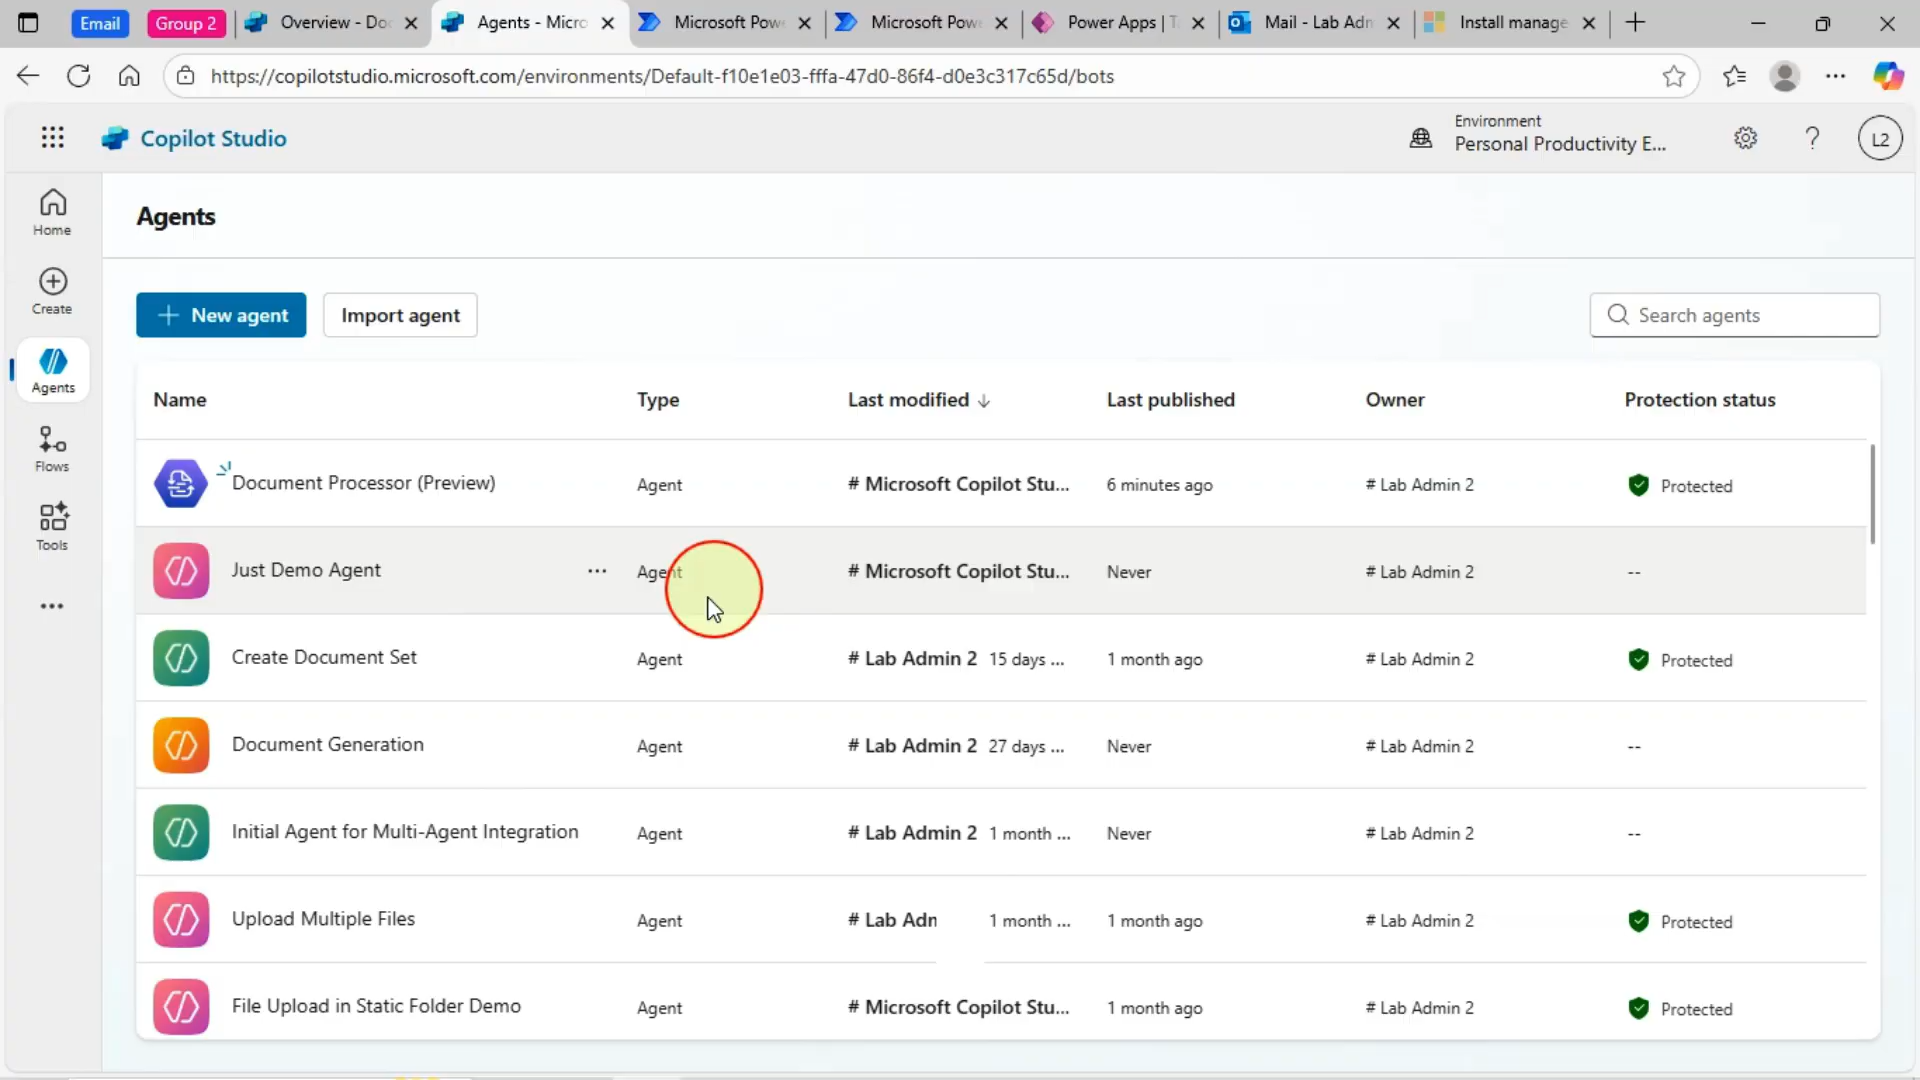 Email
Group 2
Overview - Do
Agents - Micro
Microsoft Pow
Microsoft Pow
Power Apps | T
Mail - Lab Adn
Install manage
https://copilotstudio.microsoft.com/environments/Default-f10e1e03-fffa-47d0-86f4-d0e3c317c65d/bots
Copilot Studio
Environment
Personal Productivity E...
L2
Home
Create
Agents
Flows
Tools
Agents
New agent
Import agent
Search agents
Name Type Last modified Last published Owner Protection status
Document Processor (Preview) Agent # Microsoft Copilot Stu... 6 minutes ago # Lab Admin 2 Protected
Just Demo Agent ... Agent # Microsoft Copilot Stu... Never # Lab Admin 2 --
Create Document Set Agent # Lab Admin 2 15 days ... 1 month ago # Lab Admin 2 Protected
Document Generation Agent # Lab Admin 2 27 days ... Never # Lab Admin 2 --
Initial Agent for Multi-Agent Integration Agent # Lab Admin 2 1 month ... Never # Lab Admin 2 --
Upload Multiple Files Agent # Lab Adn 1 month ... 1 month ago # Lab Admin 2 Protected
File Upload in Static Folder Demo Agent # Microsoft Copilot Stu... 1 month ago # Lab Admin 2 Protected